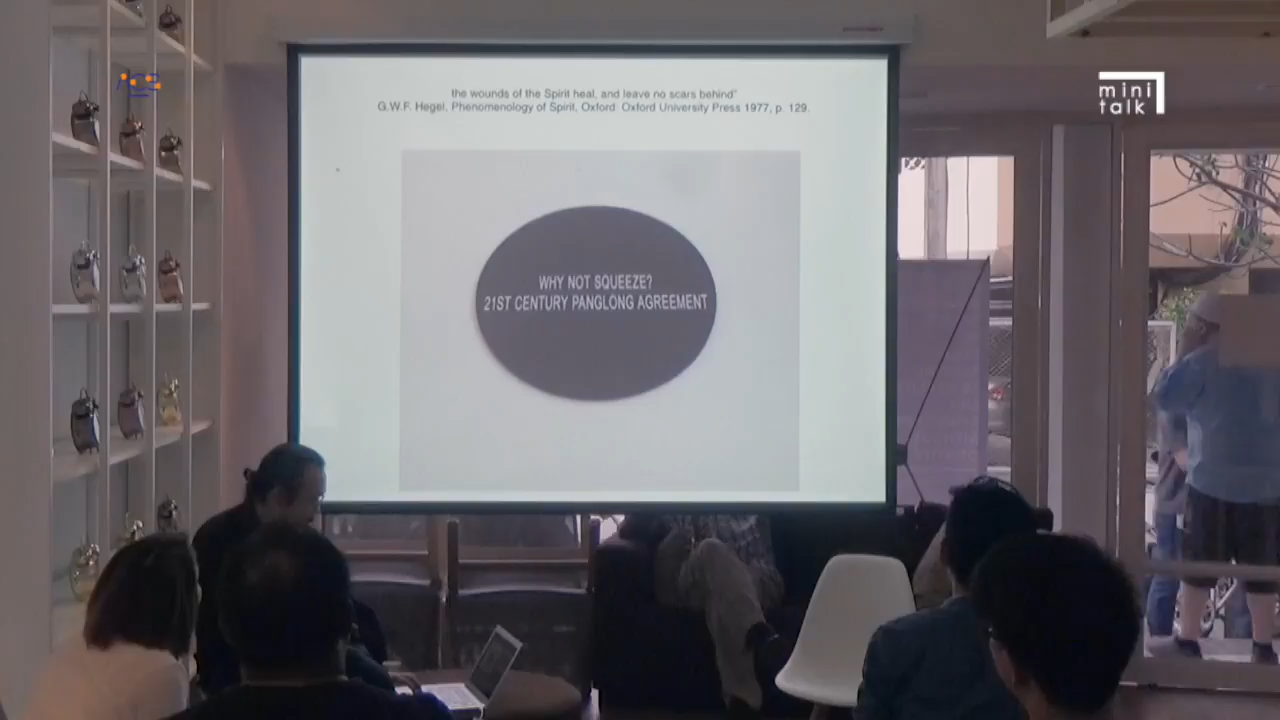 mini
talk
the wounds of the Spirit heal, and leave no scars behind"
G.W.F. Hegel, Phenomenology of Spirit, Oxford: Oxford University Press 1977, p. 129.
WHY NOT SQUEEZE?
21ST CENTURY PANGLONG AGREEMENT